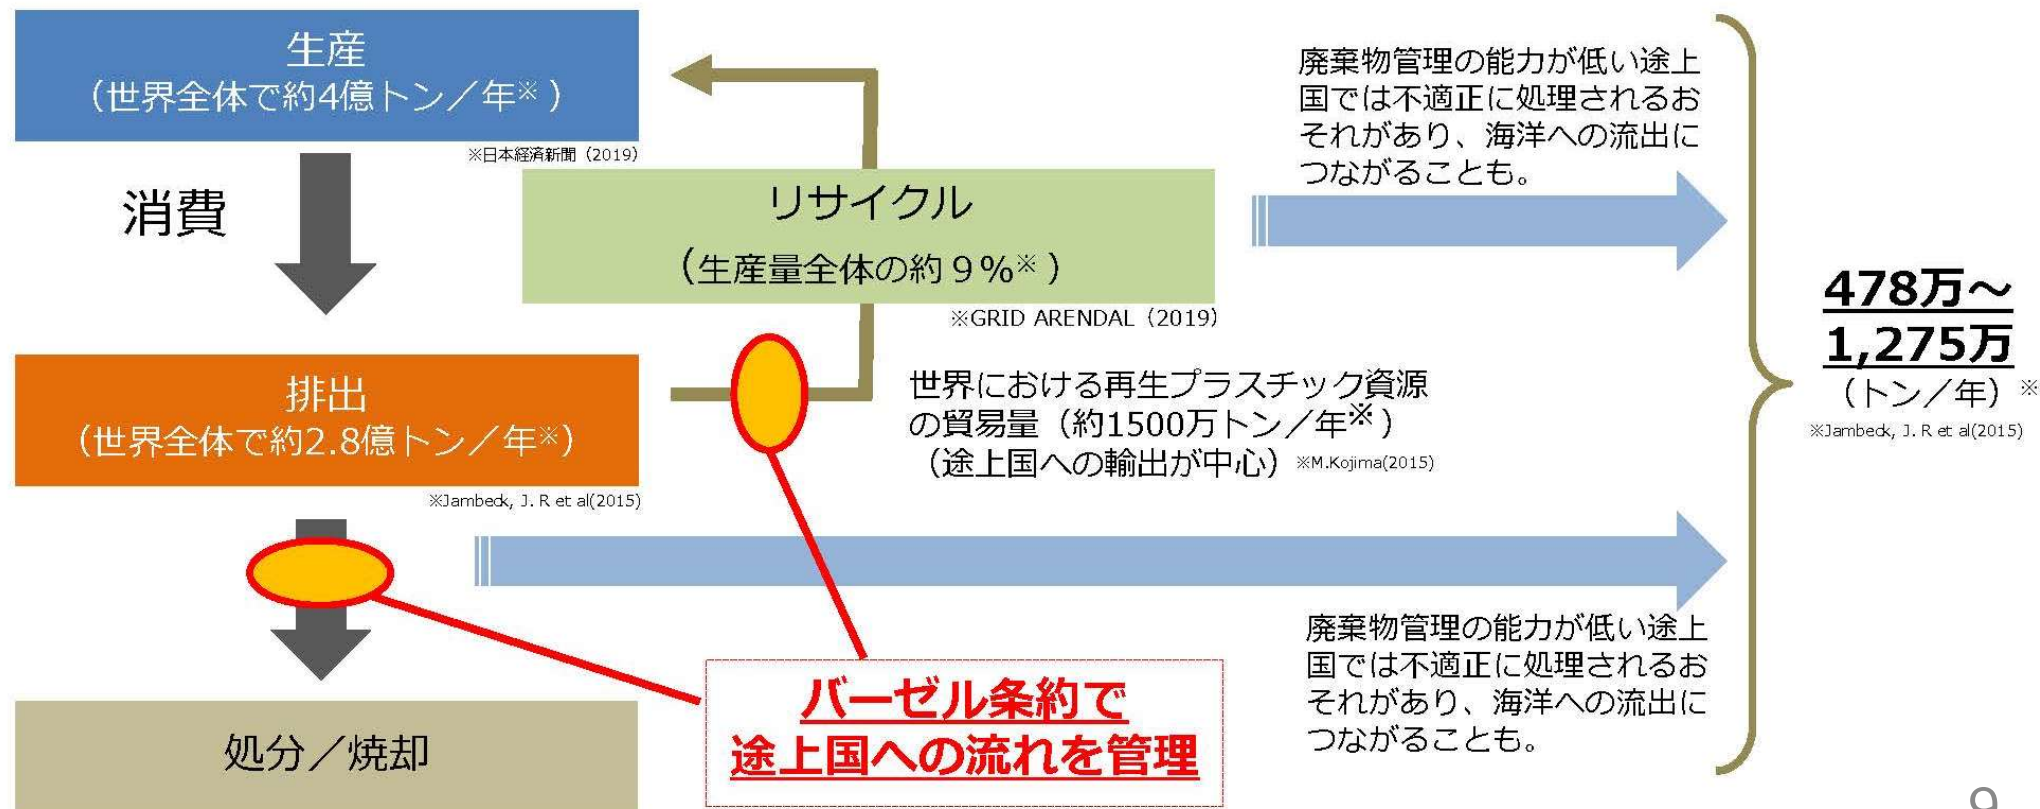 生産
(世界全体で約4億トン／年※)
※日本経済新聞（2019)
消費
リサイクル
(生産量全体の約９%※)
※GRID ARENDAL（2019)
排出
(世界全体で約2.8億トン／年※)
※Jambeck, J. R et al(2015)
世界における再生プラスチック資源
の貿易量（約1500万トン／年※)
（途上国への輸出が中心）※M.Kojima(2015)
処分／焼却
バーゼル条約で
途上国への流れを管理
廃棄物管理の能力が低い途上
国では不適正に処理されるお
それがあり、海洋への流出に
つながることも。
廃棄物管理の能力が低い途上
国では不適正に処理されるお
それがあり、海洋への流出に
つながることも。
478万～
1,275万
（トン／年）※
※Jambeck, J. R et al(2015)